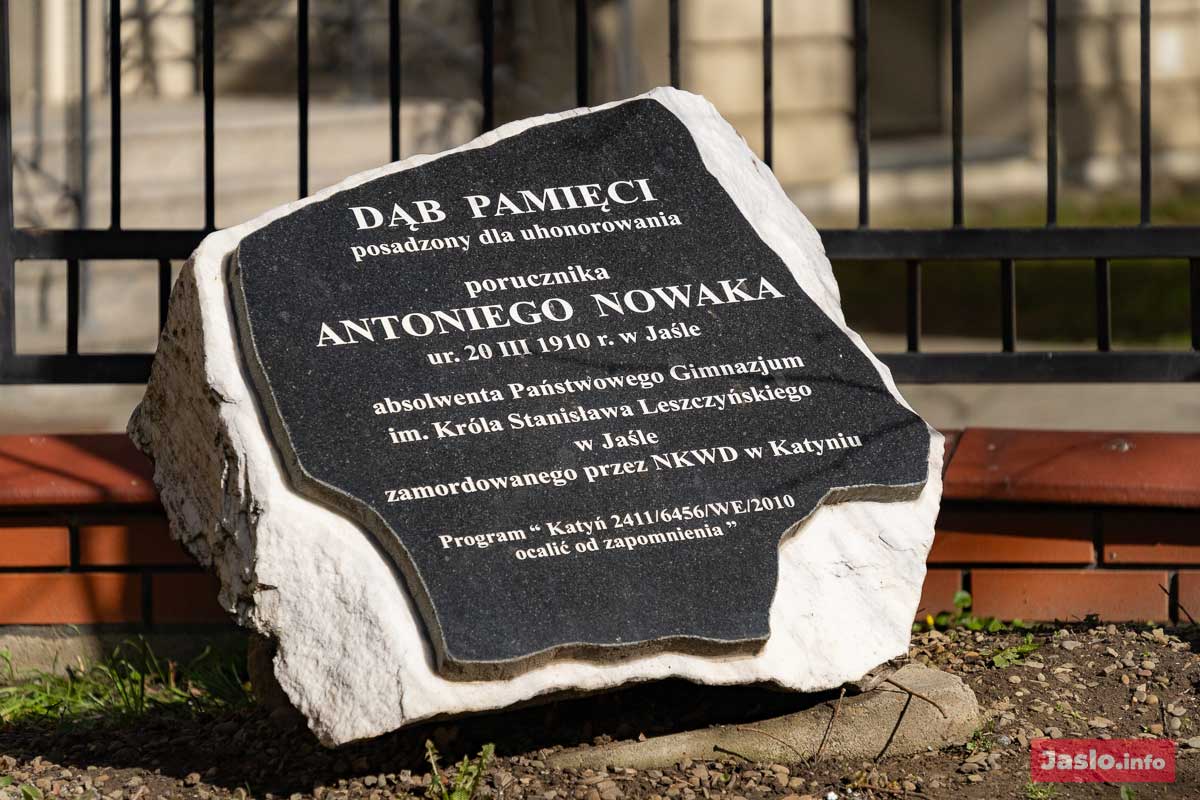 DĄB PAMIĘCI
posadzony dla uhonorowania
porucznika
ANTONIEGO NOWAKA
ur. 20 III 1910 r. w Jaśle
absolwenta Państwowego Gimnazjum
im. Króla Stanisława Leszczyńskiego
w Jaśle
zamordowanego przez NKWD w Katyniu
Program “ Katyń 2411/6456/WE/2010
ocalić od zapomnienia ”
Jaslo.info